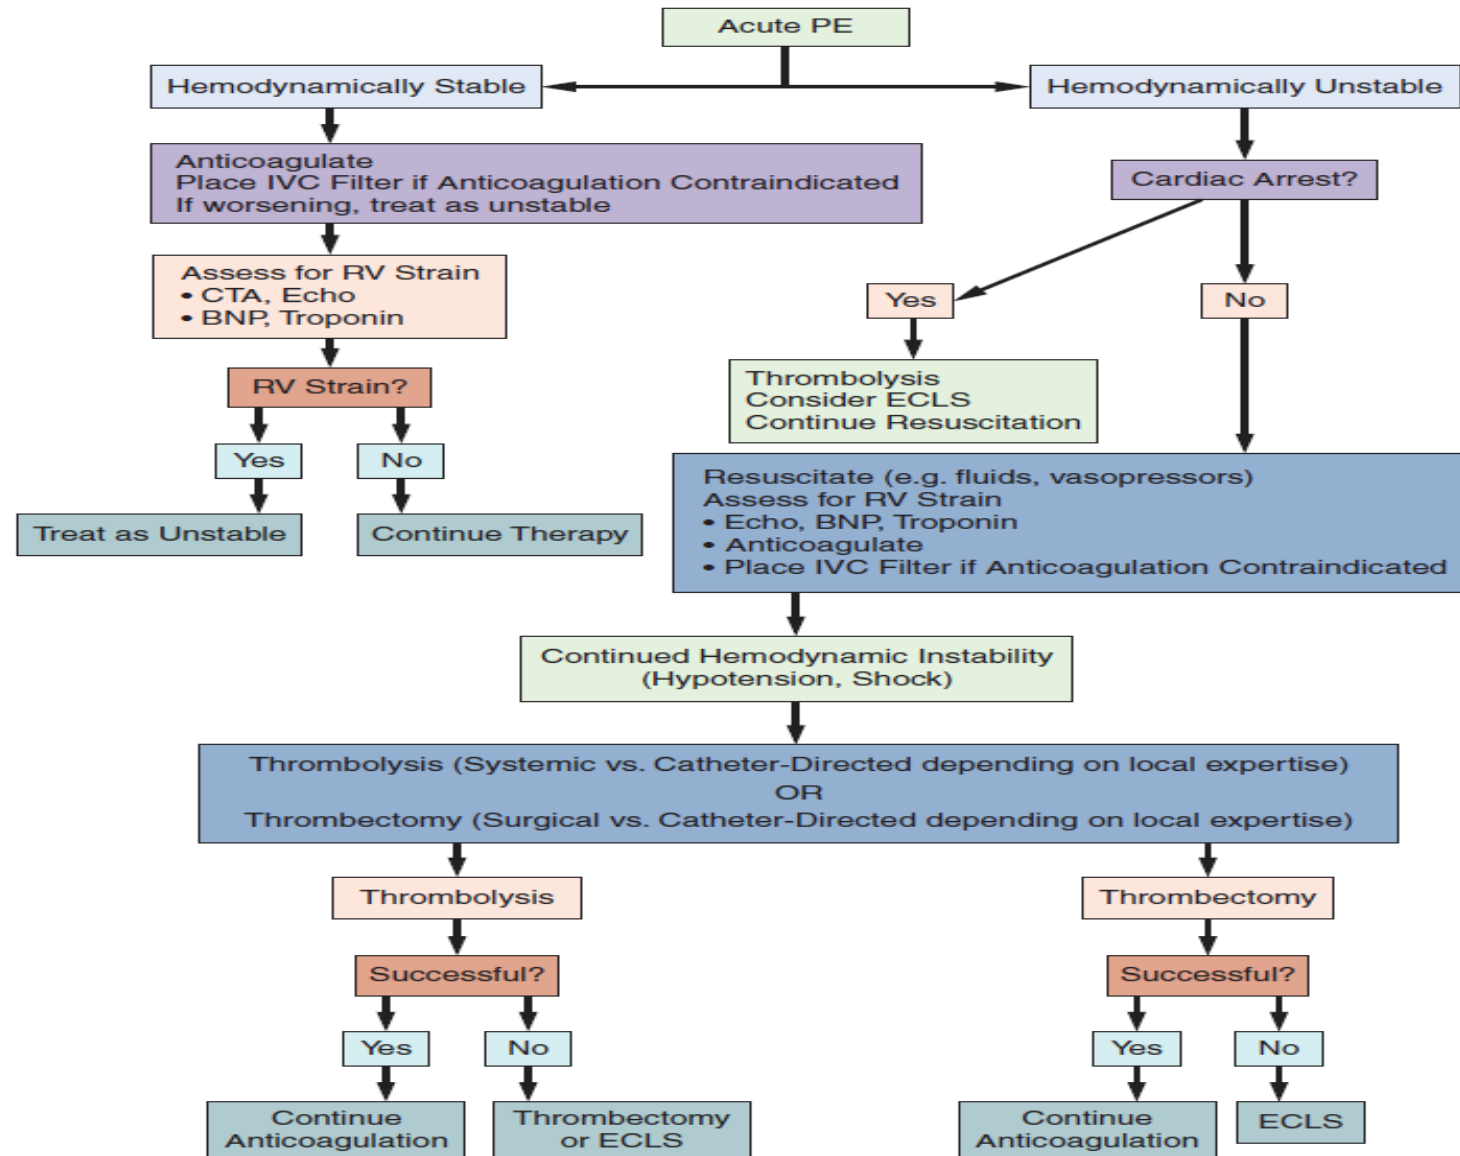 Acute PE
Hemodynamically Stable
Hemodynamically Unstable
Anticoagulate
Place IVC Filter if Anticoagulation Contraindicated
If worsening, treat as unstable
Cardiac Arrest?
Assess for RV Strain
• CTA, Echo
• BNP, Troponin
Yes
No
RV Strain?
Thrombolysis
Consider ECLS
Continue Resuscitation
Yes
No
Treat as Unstable
Continue Therapy
Resuscitate (e.g. fluids, vasopressors)
Assess for RV Strain
• Echo, BNP, Troponin
• Anticoagulate
• Place IVC Filter if Anticoagulation Contraindicated
Continued Hemodynamic Instability
(Hypotension, Shock)
Thrombolysis (Systemic vs. Catheter-Directed depending on local expertise)
OR
Thrombectomy (Surgical vs. Catheter-Directed depending on local expertise)
Thrombolysis
Thrombectomy
Successful?
Successful?
Yes
No
Yes
No
Continue
Anticoagulation
Thrombectomy
or ECLS
Continue
Anticoagulation
ECLS